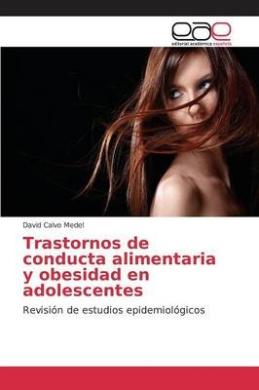 eae
editorial académica española
David Calvo Medel
Trastornos de
conducta alimentaria
y obesidad en
adolescentes
Revisión de estudios epidemiológicos